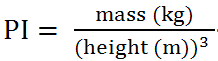 PI = mass (kg) / (height (m))³